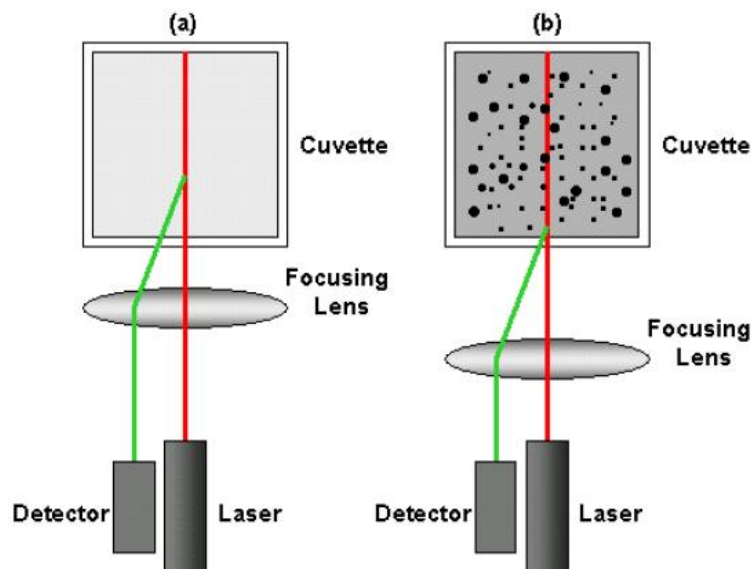 (a)
Cuvette
Focusing
Lens
Detector
Laser
(b)
Cuvette
Focusing
Lens
Detector
Laser